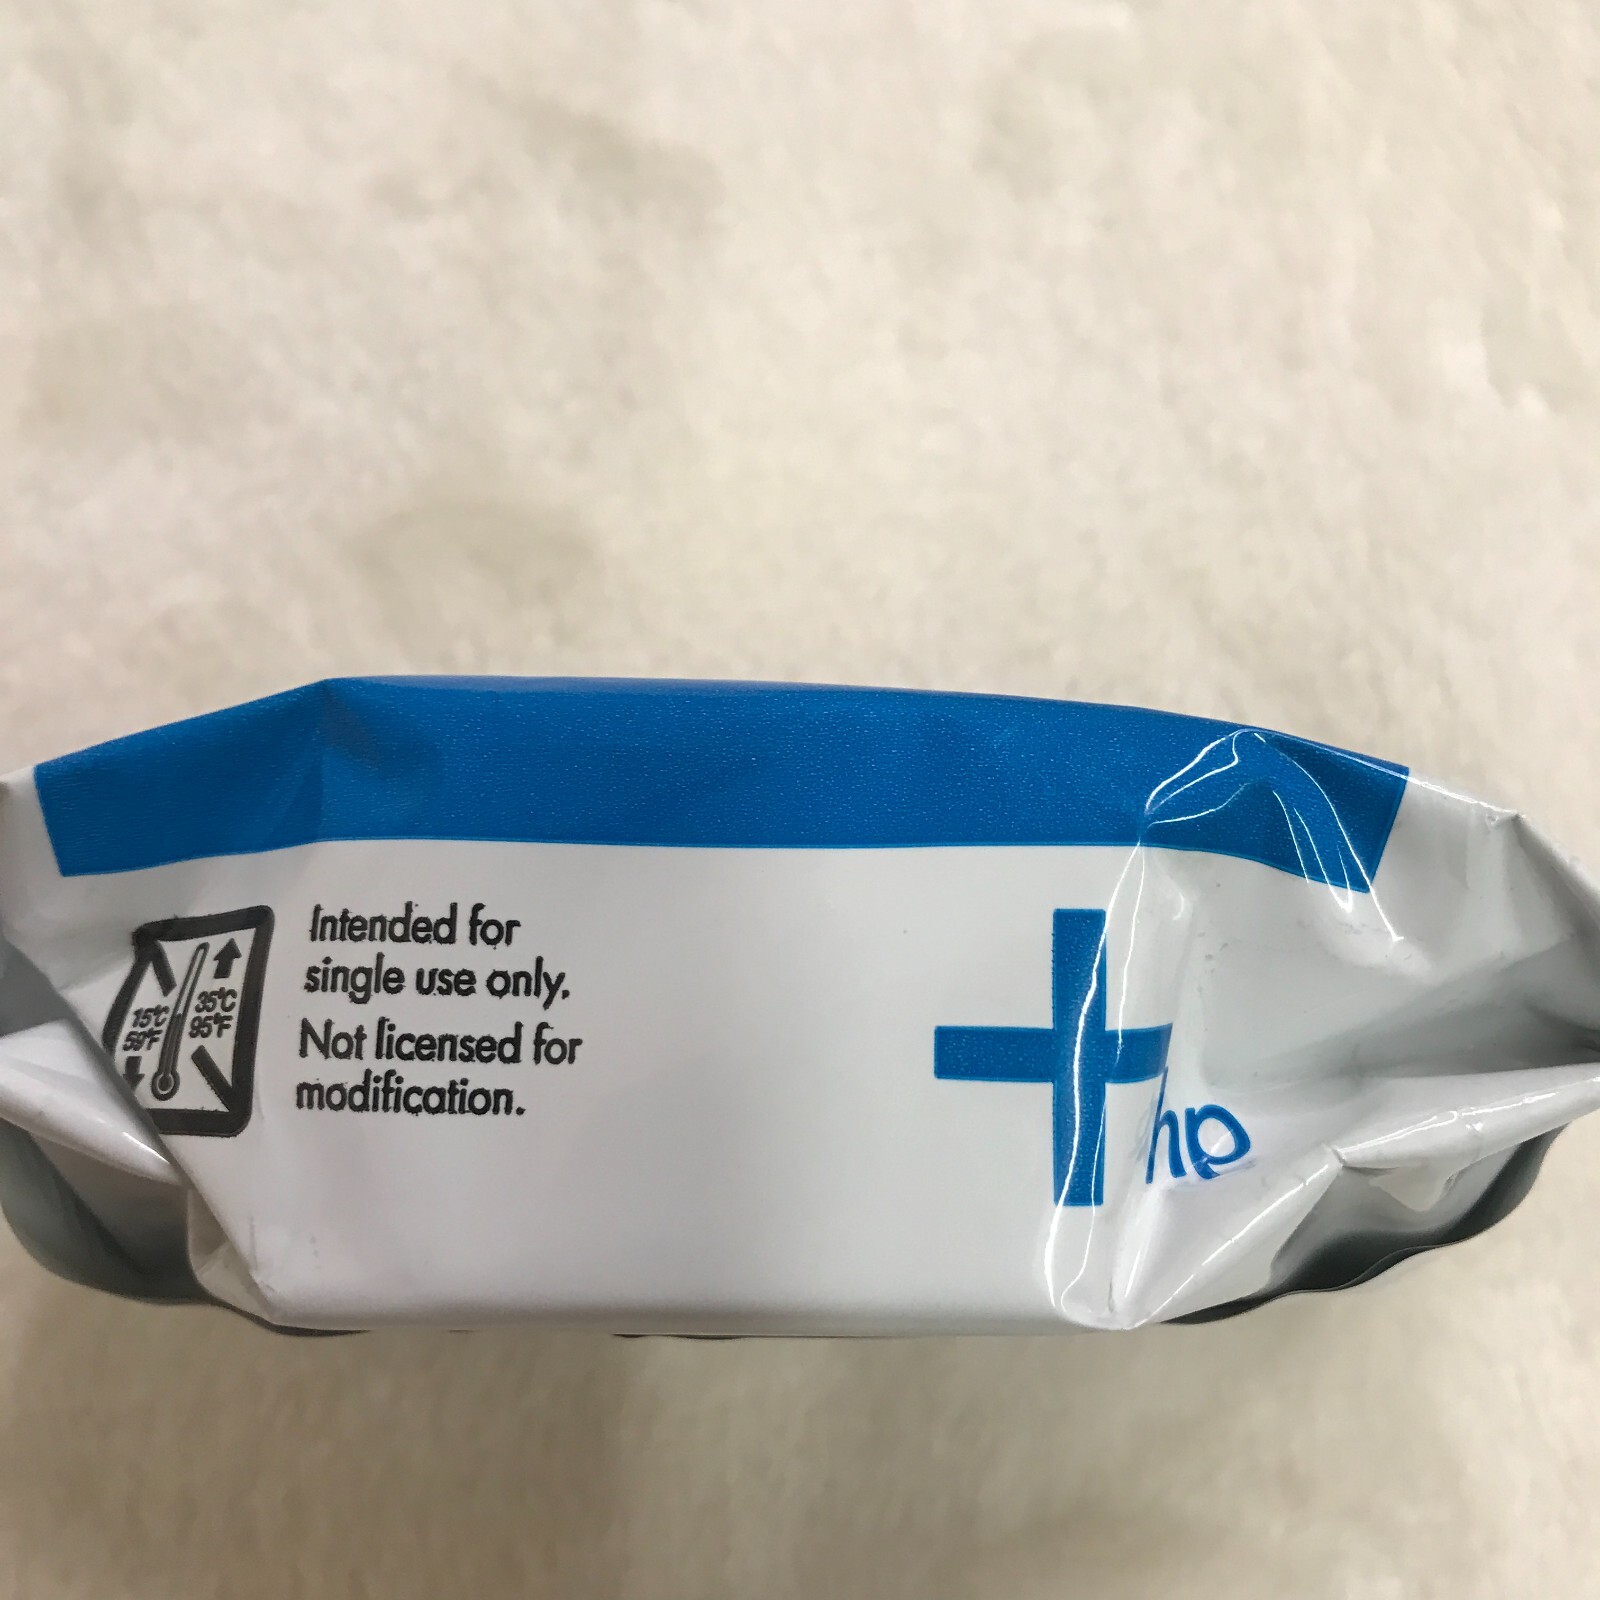 15°C
59°F
35°C
95°F
Intended for
single use only.
Not licensed for
modification.
hp